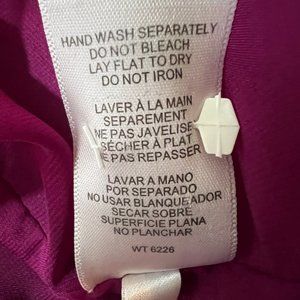 HAND WASH SEPARATELY
DO NOT BLEACH
LAY FLAT TO DRY
DO NOT IRON
LAVER À LA MAIN
SEPAREMENT
NE PAS JAVELISE
SÉCHER À PLAT
NE PAS REPASSER
LAVAR A MANO
POR SEPARADO
NO USAR BLANQUEADOR
SECAR SOBRE
SUPERFICIE PLANA
NO PLANCHAR
WT 6226